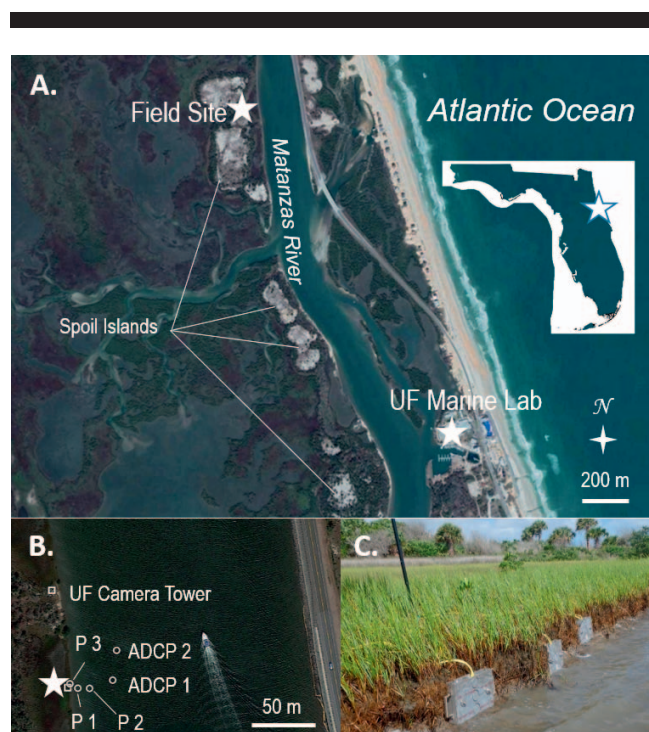 A.
Field Site
Atlantic Ocean
Matanzas River
Spoil Islands
UF Marine Lab
N
200 m
B.
UF Camera Tower
P 3
ADCP 2
ADCP 1
P 1
P 2
50 m
C.